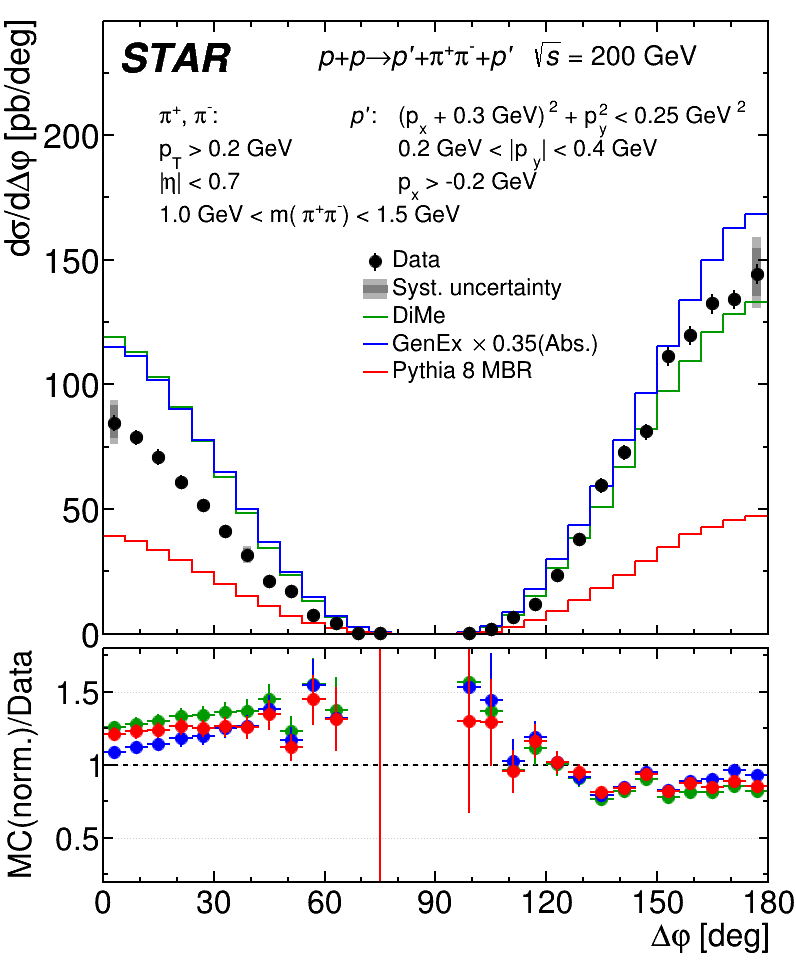 dσ/dΔφ [pb/deg]
STAR p+p→p′+π⁺π⁻+p′ √s = 200 GeV
π⁺, π⁻: p′: (pₓ + 0.3 GeV)² + p_y² < 0.25 GeV²
p_T > 0.2 GeV 0.2 GeV < |p_y| < 0.4 GeV
|η| < 0.7 pₓ > -0.2 GeV
1.0 GeV < m(π⁺π⁻) < 1.5 GeV
Data
Syst. uncertainty
DiMe
GenEx × 0.35(Abs.)
Pythia 8 MBR
200
150
100
50
0
MC(norm.)/Data
1.5
1
0.5
0 30 60 90 120 150 180
Δφ [deg]